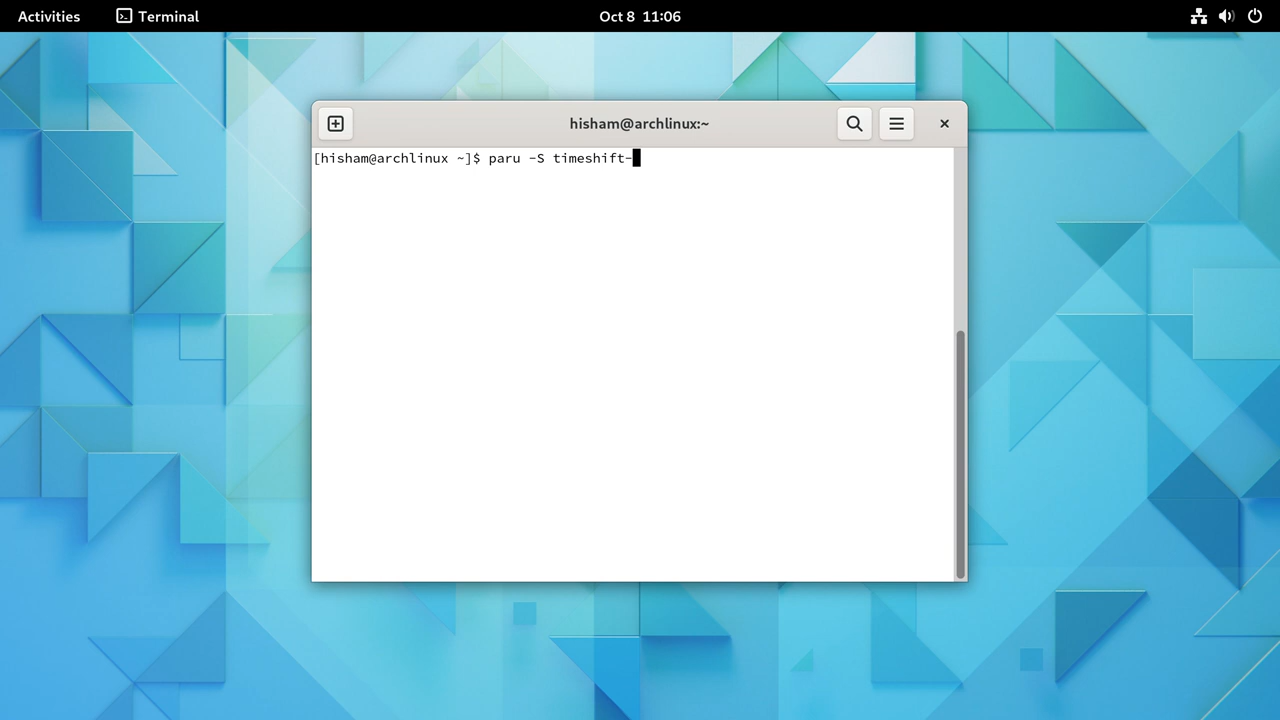 Activities
Terminal
Oct 8 11:06
hisham@archlinux:~
[hisham@archlinux ~]$ paru -S timeshift-